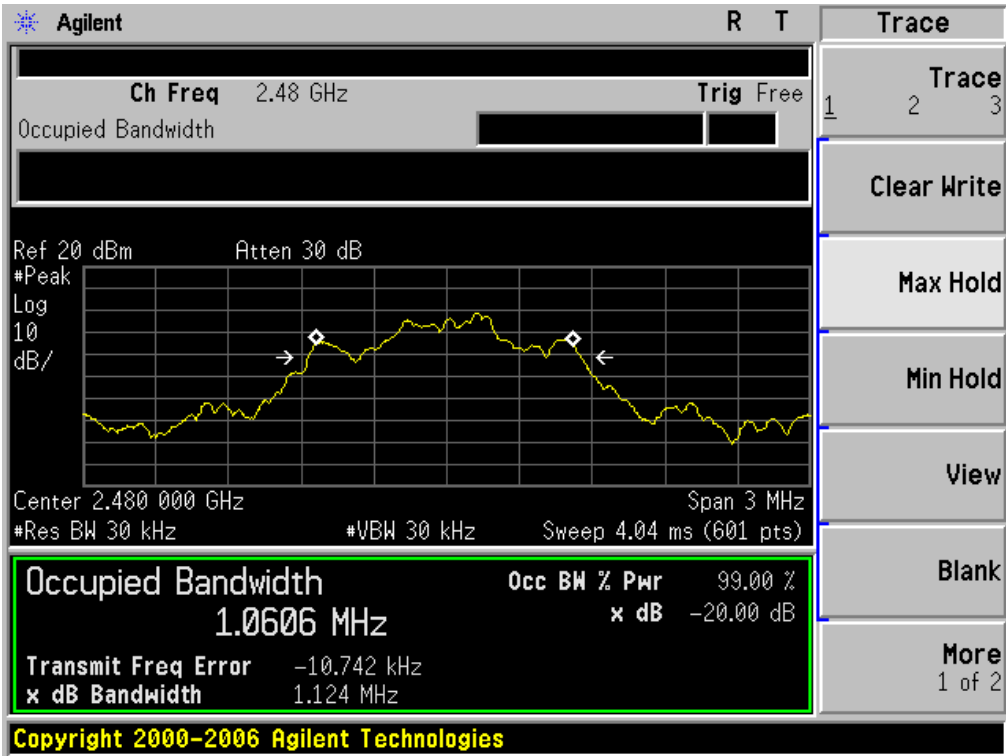 Agilent R T Trace
Ch Freq 2.48 GHz Trig Free
Occupied Bandwidth
Ref 20 dBm Atten 30 dB
#Peak
Log
10
dB/
Center 2.480 000 GHz Span 3 MHz
#Res BW 30 kHz #VBW 30 kHz Sweep 4.04 ms (601 pts)
Occupied Bandwidth Occ BW % Pwr 99.00 %
1.0606 MHz x dB -20.00 dB
Transmit Freq Error -10.742 kHz
x dB Bandwidth 1.124 MHz
Copyright 2000-2006 Agilent Technologies
Trace
1 2 3
Clear Write
Max Hold
Min Hold
View
Blank
More
1 of 2